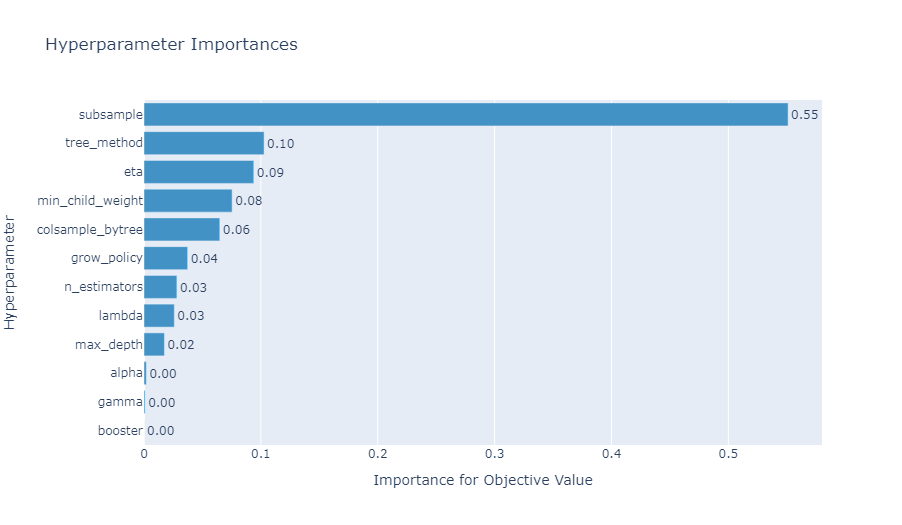 Hyperparameter Importances
Hyperparameter
subsample 0.55
tree_method 0.10
eta 0.09
min_child_weight 0.08
colsample_bytree 0.06
grow_policy 0.04
n_estimators 0.03
lambda 0.03
max_depth 0.02
alpha 0.00
gamma 0.00
booster 0.00
0 0.1 0.2 0.3 0.4 0.5
Importance for Objective Value